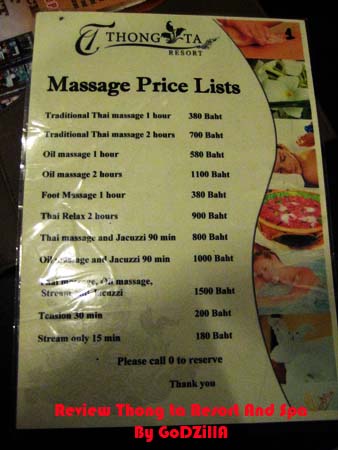 THONG TA
RESORT
Massage Price Lists
Traditional Thai massage 1 hour 380 Baht
Traditional Thai massage 2 hours 700 Baht
Oil massage 1 hour 580 Baht
Oil massage 2 hours 1100 Baht
Foot Massage 1 hour 380 Baht
Thai Relax 2 hours 900 Baht
Thai massage and Jacuzzi 90 min 800 Baht
Oil massage and Jacuzzi 90 min 1000 Baht
Thai massage, Oil massage,
Stream and Jacuzzi 1500 Baht
Tension 30 min 200 Baht
Stream only 15 min 180 Baht
Please call 0 to reserve
Thank you
Review Thong ta Resort And Spa
By GoDZillA